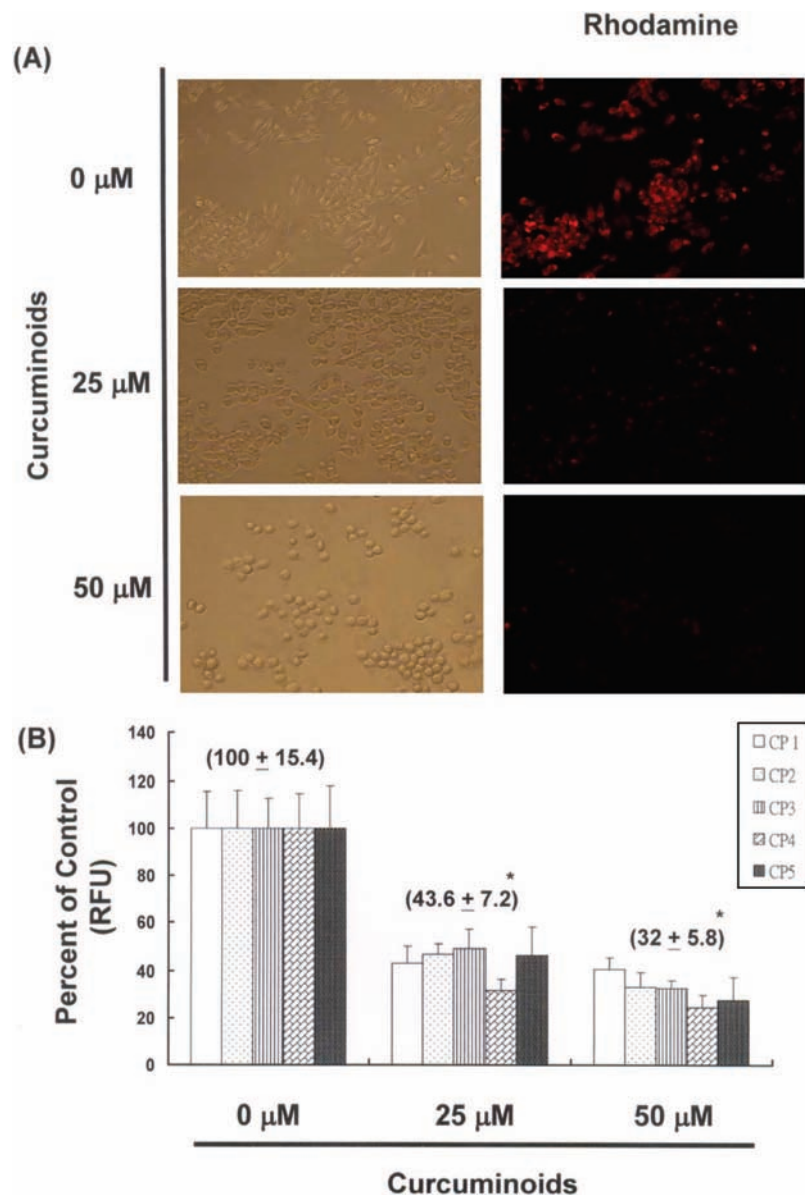 Rhodamine
(A)
0 μM
25 μM
50 μM
Curcuminoids
(B)
140
120
100
80
60
40
20
0
Percent of Control
(RFU)
(100 ± 15.4)
(43.6 ± 7.2)*
(32 ± 5.8)*
CP 1
CP2
CP3
CP4
CP5
0 μM
25 μM
50 μM
Curcuminoids